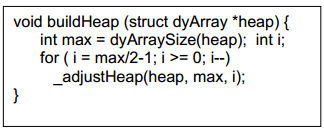 void buildHeap (struct dyArray *heap) {
int max = dyArraySize(heap); int i;
for ( i = max/2-1; i >= 0; i--)
_adjustHeap(heap, max, i);
}